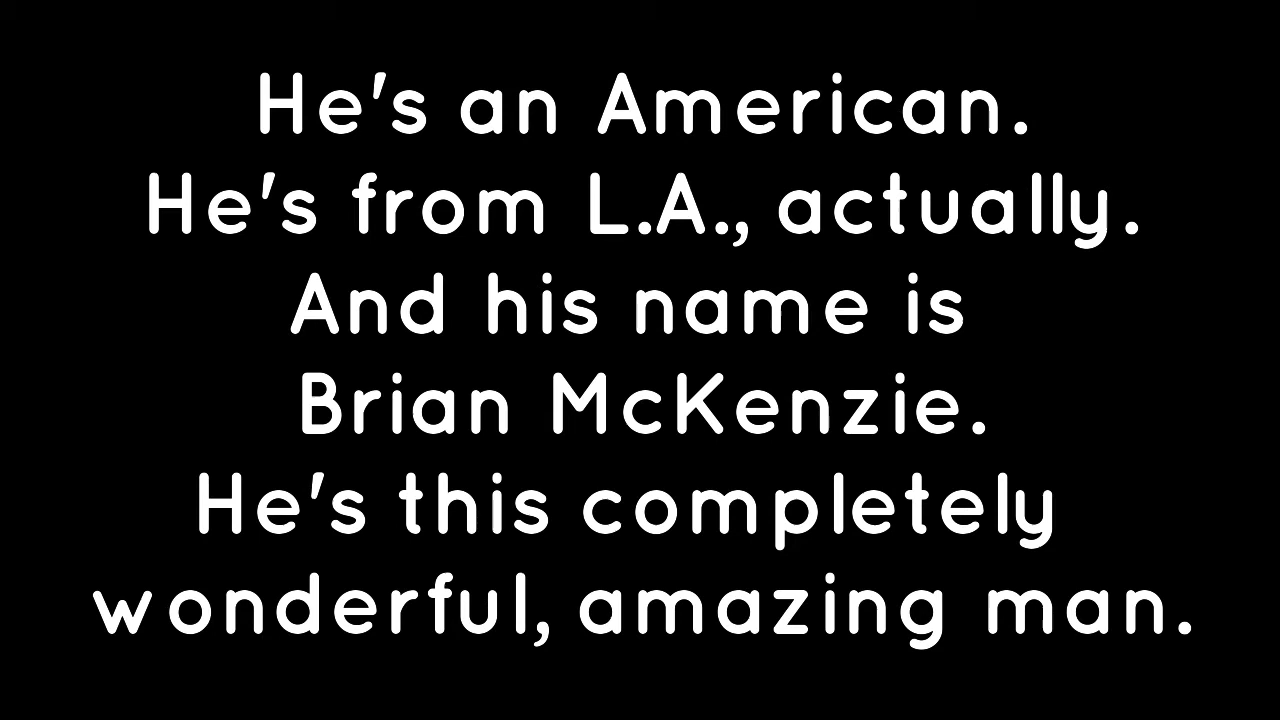 He's an American.
He's from L.A., actually.
And his name is
Brian McKenzie.
He's this completely
wonderful, amazing man.